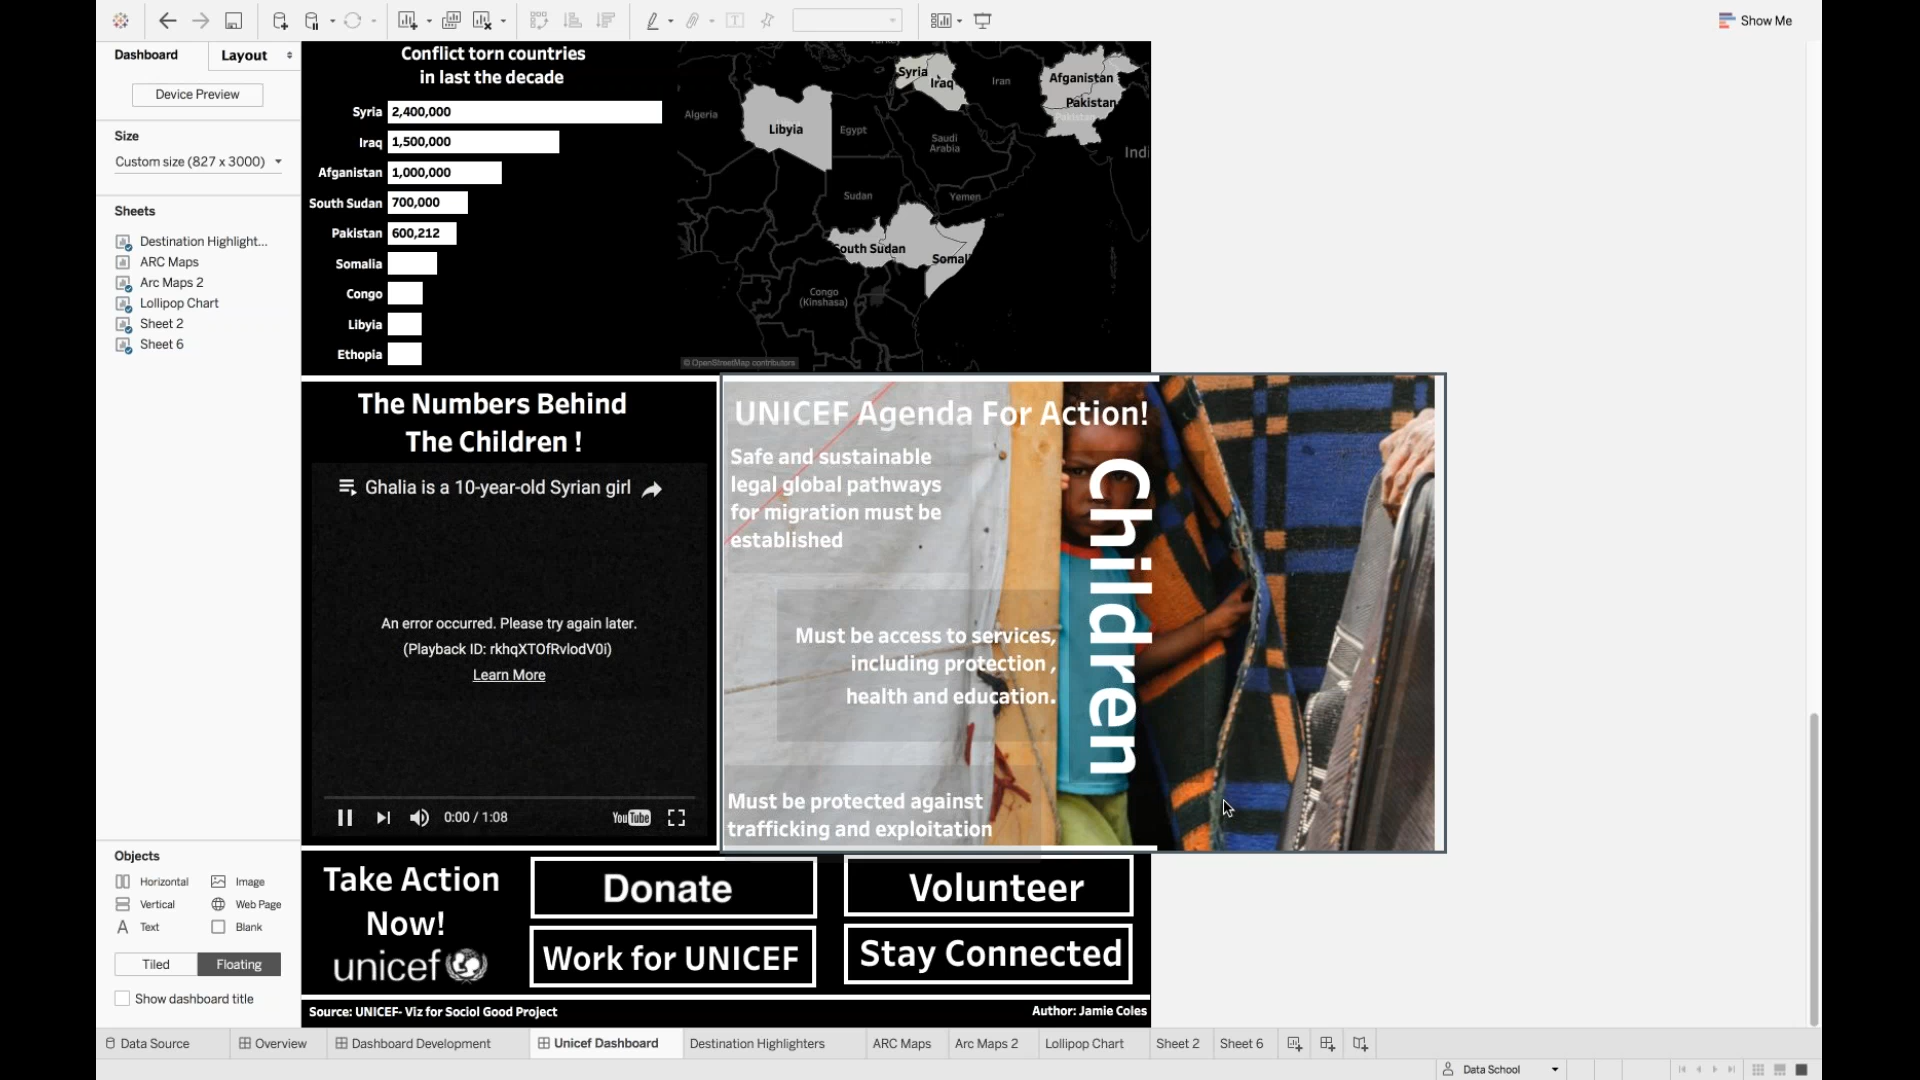 Show Me
Dashboard
Layout
Device Preview
Size
Custom size (827 x 3000)
Sheets
Destination Highlight...
ARC Maps
Arc Maps 2
Lollipop Chart
Sheet 2
Sheet 6
Conflict torn countries
in last the decade
Syria 2,400,000
Iraq 1,500,000
Afganistan 1,000,000
South Sudan 700,000
Pakistan 600,212
Somalia
Congo
Libyia
Ethopia
Syria
Iraq
Iran
Afganistan
Pakistan
Pakistan
Algeria
Libyia
Egypt
Saudi
Arabia
Indi
Sudan
Yemen
South Sudan
Somal
Congo
(Kinshasa)
© OpenStreetMap contributors
The Numbers Behind
The Children !
Ghalia is a 10-year-old Syrian girl
An error occurred. Please try again later.
(Playback ID: rkhqXTOfRvlodV0i)
Learn More
0:00 / 1:08
YouTube
UNICEF Agenda For Action!
Safe and sustainable
legal global pathways
for migration must be
established
Must be access to services,
including protection ,
health and education.
Must be protected against
trafficking and exploitation
Children
Take Action
Now!
unicef
Donate
Volunteer
Work for UNICEF
Stay Connected
Source: UNICEF- Viz for Sociol Good Project
Author: Jamie Coles
Objects
Horizontal
Image
Vertical
Web Page
Text
Blank
Tiled
Floating
Show dashboard title
Data Source
Overview
Dashboard Development
Unicef Dashboard
Destination Highlighters
ARC Maps
Arc Maps 2
Lollipop Chart
Sheet 2
Sheet 6
Data School